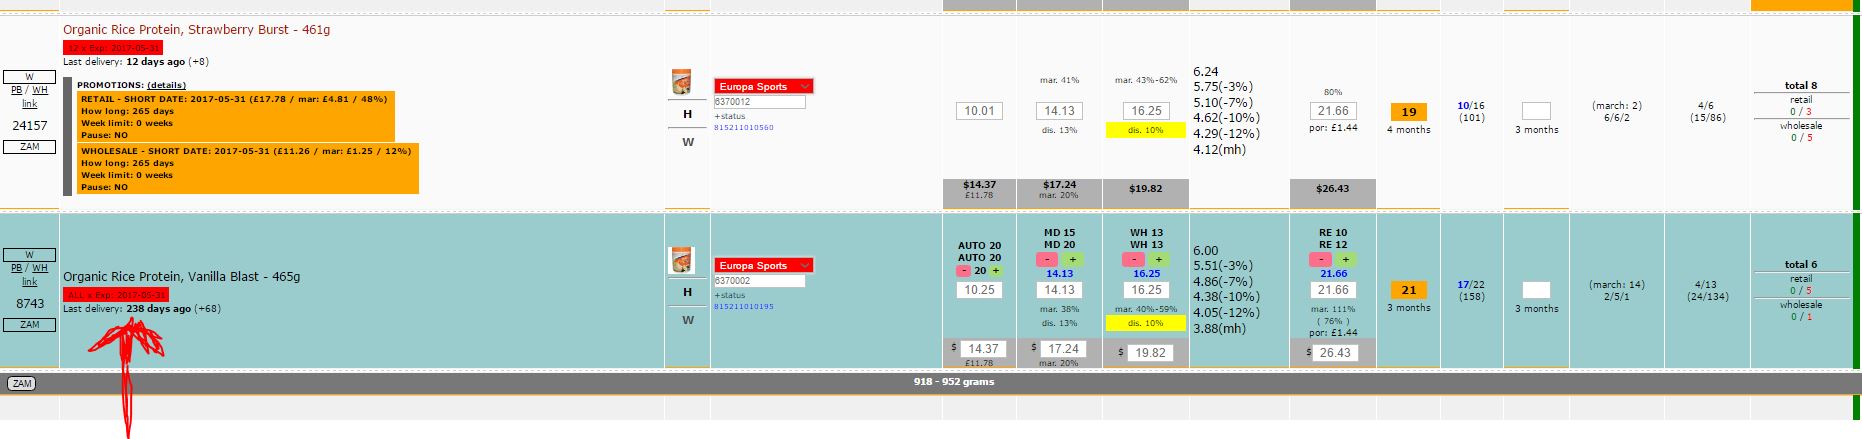 Organic Rice Protein, Strawberry Burst - 461g
12 x Exp: 2017-05-31
Last delivery: 12 days ago (+8)
W
PB / WH
link
24157
ZAM
PROMOTIONS: (details)
RETAIL - SHORT DATE: 2017-05-31 (£17.78 / mar: £4.81 / 48%)
How long: 265 days
Week limit: 0 weeks
Pause: NO
WHOLESALE - SHORT DATE: 2017-05-31 (£11.26 / mar: £1.25 / 12%)
How long: 265 days
Week limit: 0 weeks
Pause: NO
H
W
Europa Sports
6370012
+status
815211010560
10.01
$14.37
£11.78
mar. 41%
14.13
dis. 13%
$17.24
mar. 20%
mar. 43%-62%
16.25
dis. 10%
$19.82
6.24
5.75(-3%)
5.10(-7%)
4.62(-10%)
4.29(-12%)
4.12(mh)
80%
21.66
por: £1.44
$26.43
19
4 months
10/16
(101)
3 months
(march: 2)
6/6/2
4/6
(15/86)
total 8
retail
0 / 3
wholesale
0 / 5
W
PB / WH
link
8743
ZAM
Organic Rice Protein, Vanilla Blast - 465g
ALL x Exp: 2017-05-31
Last delivery: 238 days ago (+68)
H
W
Europa Sports
6370002
+status
815211010195
AUTO 20
AUTO 20
- 20 +
10.25
$ 14.37
£11.78
MD 15
MD 20
- +
14.13
14.13
mar. 38%
dis. 13%
$ 17.24
mar. 20%
WH 13
WH 13
- +
16.25
16.25
mar. 40%-59%
dis. 10%
$ 19.82
6.00
5.51(-3%)
4.86(-7%)
4.38(-10%)
4.05(-12%)
3.88(mh)
RE 10
RE 12
- +
21.66
21.66
mar. 111%
( 76% )
por: £1.44
$ 26.43
21
3 months
17/22
(158)
3 months
(march: 14)
2/5/1
4/13
(24/134)
total 6
retail
0 / 5
wholesale
0 / 1
ZAM
918 - 952 grams